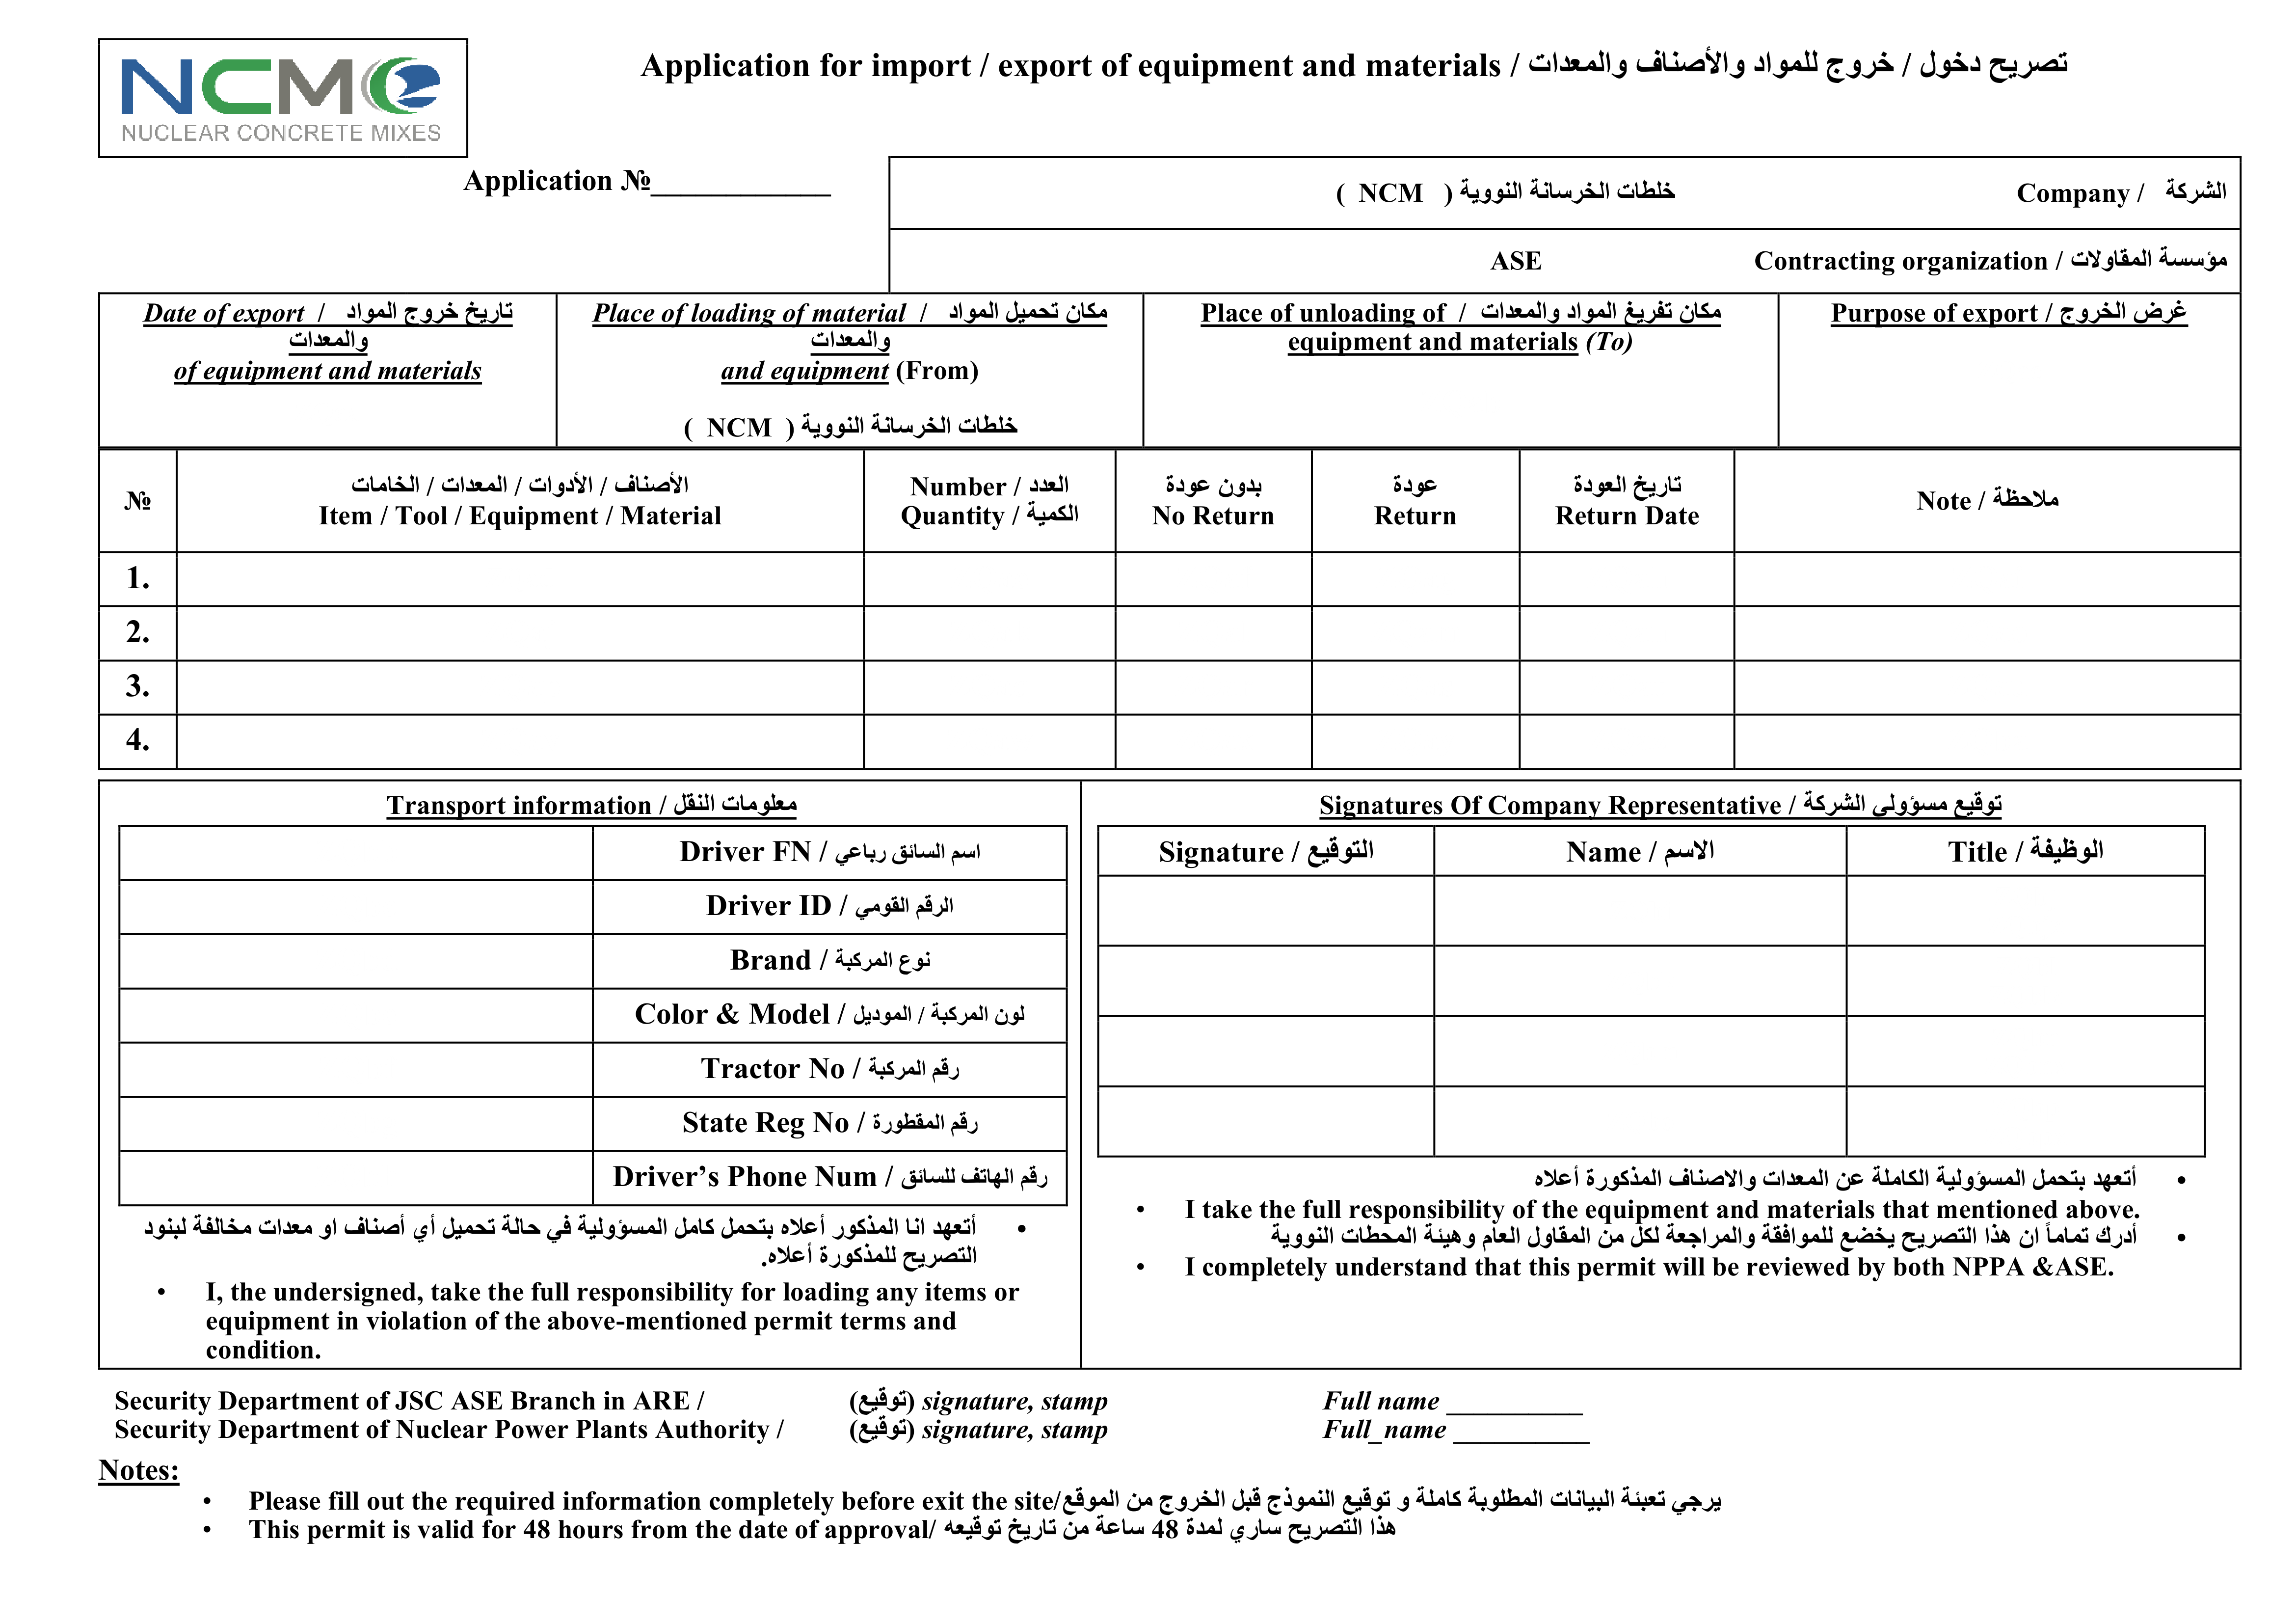 NCM
NUCLEAR CONCRETE MIXES
Application for import / export of equipment and materials / تصريح دخول / خروج للمواد والأصناف والمعدات
Application №____________
Company / الشركة
خلطات الخرسانة النووية ( NCM )
Contracting organization / مؤسسة المقاولات
ASE
Date of export / تاريخ خروج المواد
والمعدات
of equipment and materials
Place of loading of material / مكان تحميل المواد
والمعدات
and equipment (From)
خلطات الخرسانة النووية ( NCM )
Place of unloading of / مكان تفريغ المواد والمعدات
equipment and materials (To)
Purpose of export / غرض الخروج
№
الأصناف / الأدوات / المعدات / الخامات
Item / Tool / Equipment / Material
Number / العدد
Quantity / الكمية
بدون عودة
No Return
عودة
Return
تاريخ العودة
Return Date
Note / ملاحظة
1.
2.
3.
4.
Transport information / معلومات النقل
Driver FN / اسم السائق رباعي
Driver ID / الرقم القومي
Brand / نوع المركبة
Color & Model / لون المركبة / الموديل
Tractor No / رقم المركبة
State Reg No / رقم المقطورة
Driver’s Phone Num / رقم الهاتف للسائق
• أتعهد انا المذكور أعلاه بتحمل كامل المسؤولية في حالة تحميل أي أصناف او معدات مخالفة لبنود
التصريح للمذكورة أعلاه.
• I, the undersigned, take the full responsibility for loading any items or
equipment in violation of the above-mentioned permit terms and
condition.
Signatures Of Company Representative / توقيع مسؤولي الشركة
Signature / التوقيع
Name / الاسم
Title / الوظيفة
• أتعهد بتحمل المسؤولية الكاملة عن المعدات والاصناف المذكورة أعلاه
• I take the full responsibility of the equipment and materials that mentioned above.
• أدرك تماماً ان هذا التصريح يخضع للموافقة والمراجعة لكل من المقاول العام وهيئة المحطات النووية
• I completely understand that this permit will be reviewed by both NPPA &ASE.
Security Department of JSC ASE Branch in ARE / (توقيع) signature, stamp Full name __________
Security Department of Nuclear Power Plants Authority / (توقيع) signature, stamp Full_name __________
Notes:
• Please fill out the required information completely before exit the site/يرجي تعبئة البيانات المطلوبة كاملة و توقيع النموذج قبل الخروج من الموقع
• This permit is valid for 48 hours from the date of approval/ هذا التصريح ساري لمدة 48 ساعة من تاريخ توقيعه